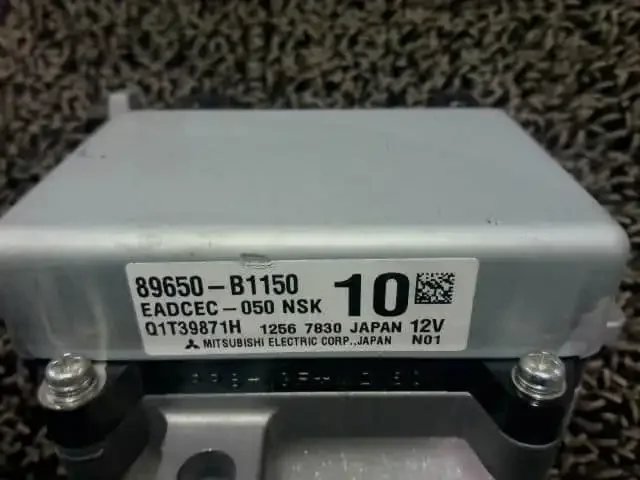 89650-B1150 10
EADCEC-050 NSK
Q1T39871H 1256 7830 JAPAN 12V
MITSUBISHI ELECTRIC CORP., JAPAN N01